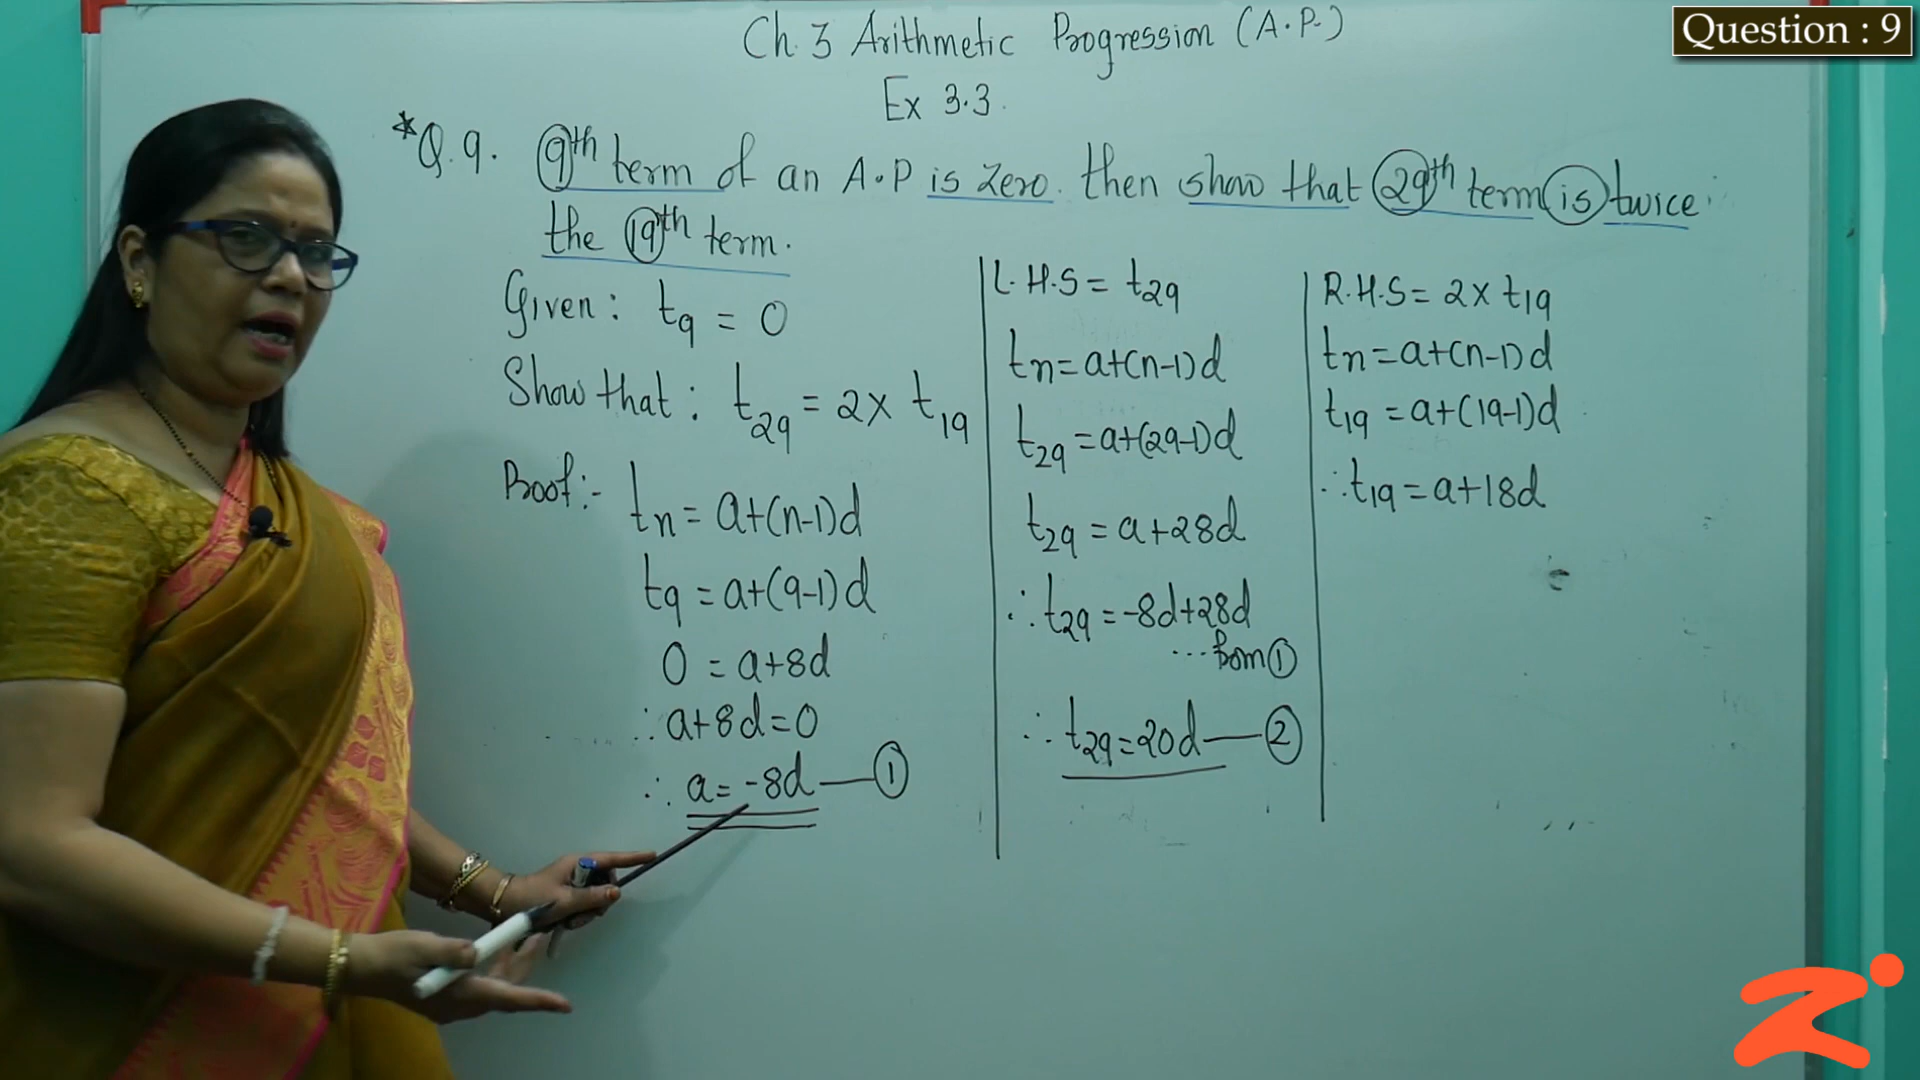 Question : 9
Ch. 3 Arithmetic Progression (A.P.)
Ex 3.3.
*Q.9. 9th term of an A.P is zero. then show that 29th term is twice
the 19th term.
Given: t9 = 0
Show that: t29 = 2x t19
Proof:- tn = a+(n-1)d
t9 = a+(9-1)d
0 = a+8d
∴ a+8d=0
∴ a= -8d — ①
L.H.S = t29
tn=a+(n-1)d
t29 =a+(29-1)d
t29 = a+28d
∴ t29 =-8d+28d
...from ①
∴ t29=20d — ②
R.H.S= 2x t19
tn=a+(n-1)d
t19 =a+(19-1)d
∴t19=a+18d